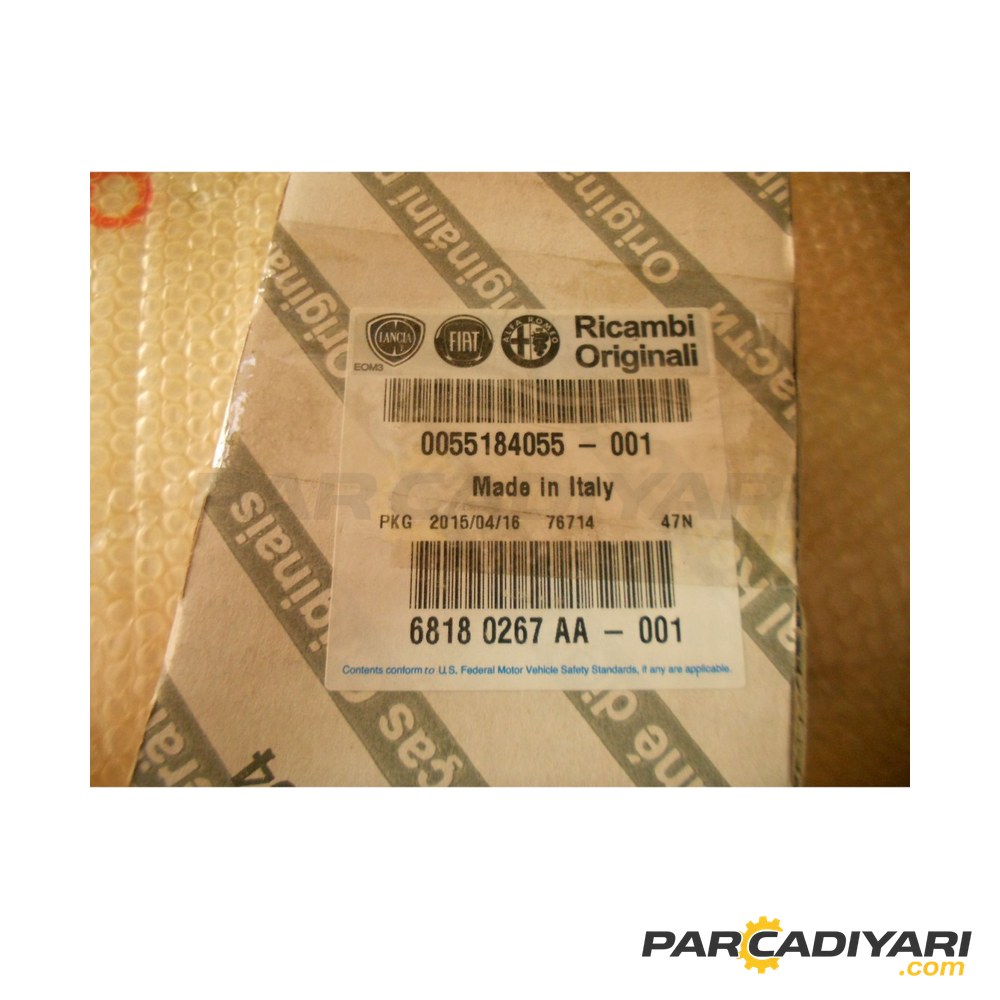 LANCIA FIAT ALFA ROMEO Ricambi
EOM3 Originali
0055184055 - 001
Made in Italy
PKG 2015/04/16 76714 47N
6818 0267 AA - 001
Contents conform to U.S. Federal Motor Vehicle Safety Standards, if any are applicable.
PARCADIYARI
PARCADIYARI
.com